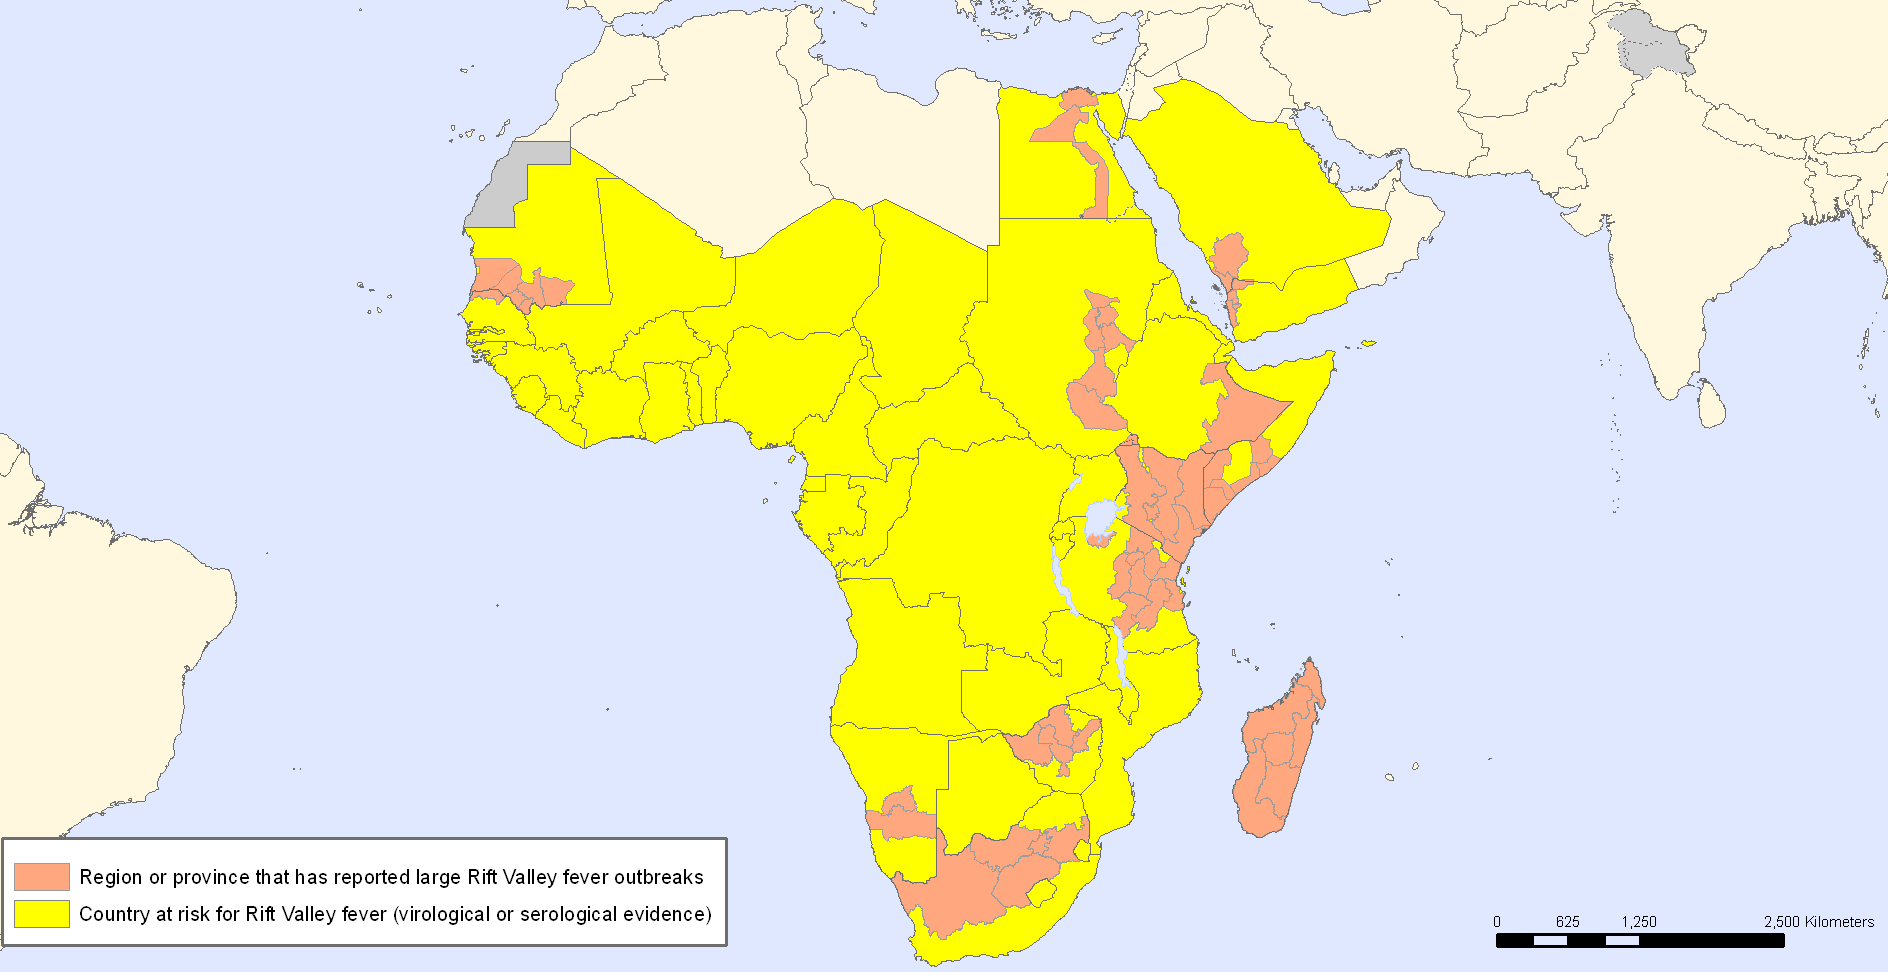 Region or province that has reported large Rift Valley fever outbreaks
Country at risk for Rift Valley fever (virological or serological evidence)
0 625 1,250 2,500 Kilometers